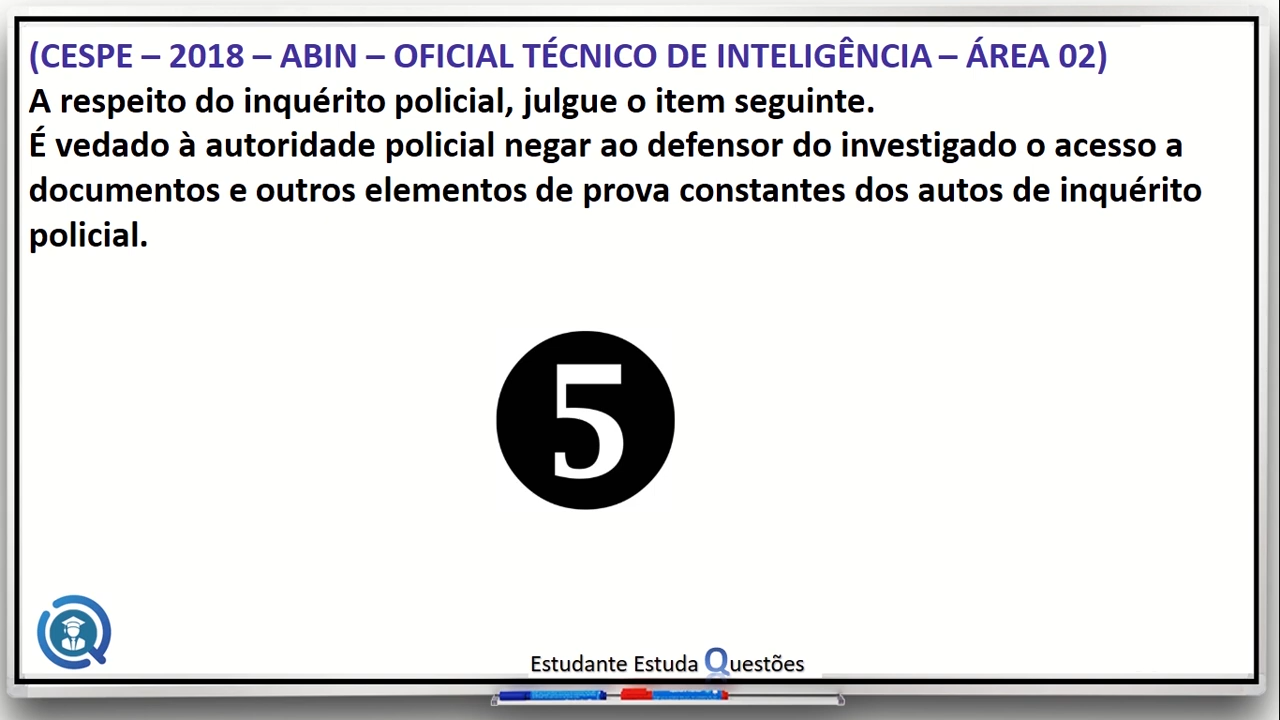 (CESPE – 2018 – ABIN – OFICIAL TÉCNICO DE INTELIGÊNCIA – ÁREA 02)
A respeito do inquérito policial, julgue o item seguinte.
É vedado à autoridade policial negar ao defensor do investigado o acesso a
documentos e outros elementos de prova constantes dos autos de inquérito
policial.
5
Estudante Estuda Questões